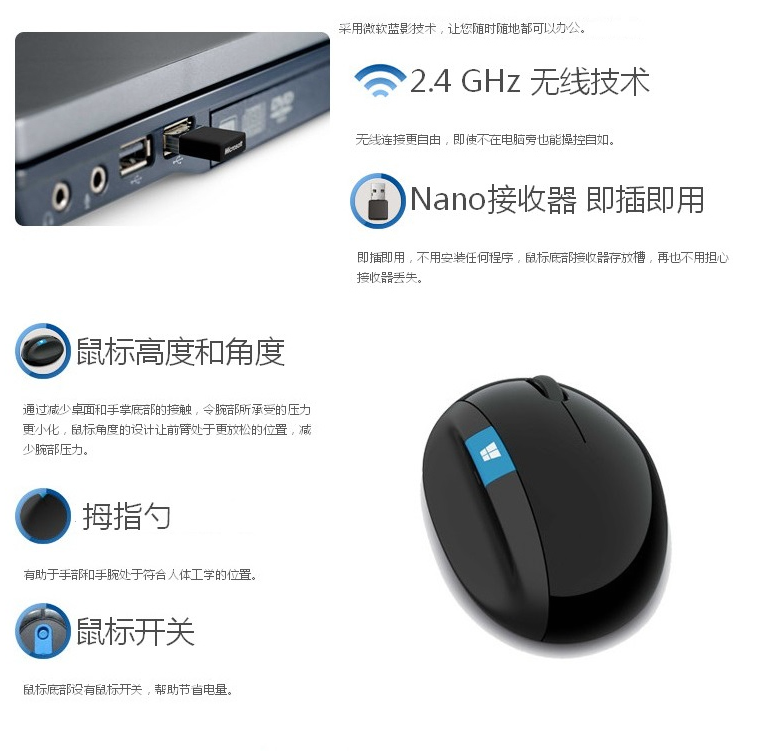 采用微软蓝影技术，让您随时随地都可以办公。
2.4 GHz 无线技术
无线连接更自由，即使不在电脑旁也能操控自如。
Microsoft
Nano接收器 即插即用
即插即用，不用安装任何程序，鼠标底部接收器存放槽，再也不用担心
接收器丢失。
鼠标高度和角度
通过减少桌面和手掌底部的接触，令腕部所承受的压力
更小化，鼠标角度的设计让前臂处于更放松的位置，减
少腕部压力。
拇指勺
有助于手部和手腕处于符合人体工学的位置。
鼠标开关
鼠标底部设有鼠标开关，帮助节省电量。